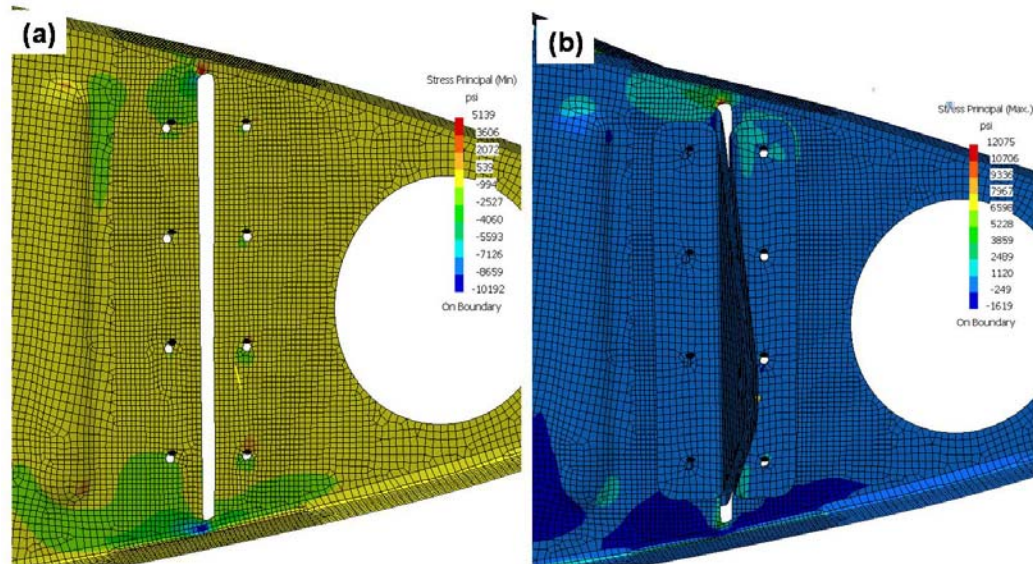 (a)
Stress Principal (Min)
psi
5139
3606
2072
539
-994
-2527
-4060
-5593
-7126
-8659
-10192
On Boundary
(b)
Stress Principal (Max.)
psi
12075
10706
9336
7967
6598
5228
3859
2489
1120
-249
-1619
On Boundary